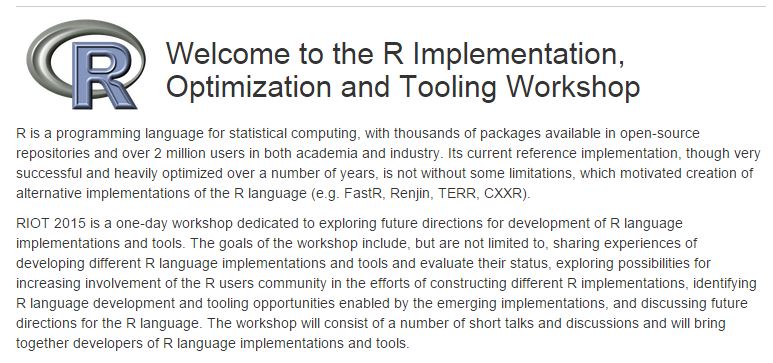 R
Welcome to the R Implementation,
Optimization and Tooling Workshop
R is a programming language for statistical computing, with thousands of packages available in open-source
repositories and over 2 million users in both academia and industry. Its current reference implementation, though very
successful and heavily optimized over a number of years, is not without some limitations, which motivated creation of
alternative implementations of the R language (e.g. FastR, Renjin, TERR, CXXR).
RIOT 2015 is a one-day workshop dedicated to exploring future directions for development of R language
implementations and tools. The goals of the workshop include, but are not limited to, sharing experiences of
developing different R language implementations and tools and evaluate their status, exploring possibilities for
increasing involvement of the R users community in the efforts of constructing different R implementations, identifying
R language development and tooling opportunities enabled by the emerging implementations, and discussing future
directions for the R language. The workshop will consist of a number of short talks and discussions and will bring
together developers of R language implementations and tools.